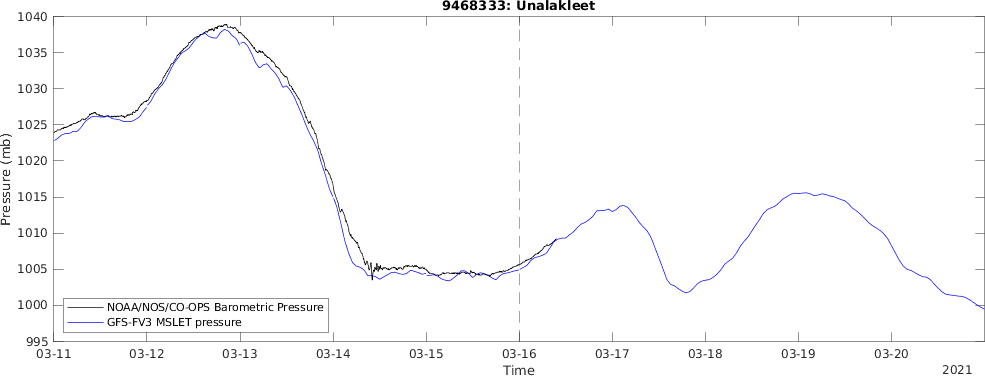 9468333: Unalakleet
1040
1035
1030
1025
1020
1015
1010
1005
1000
995
Pressure (mb)
NOAA/NOS/CO-OPS Barometric Pressure
GFS-FV3 MSLET pressure
03-11 03-12 03-13 03-14 03-15 03-16 03-17 03-18 03-19 03-20
Time
2021